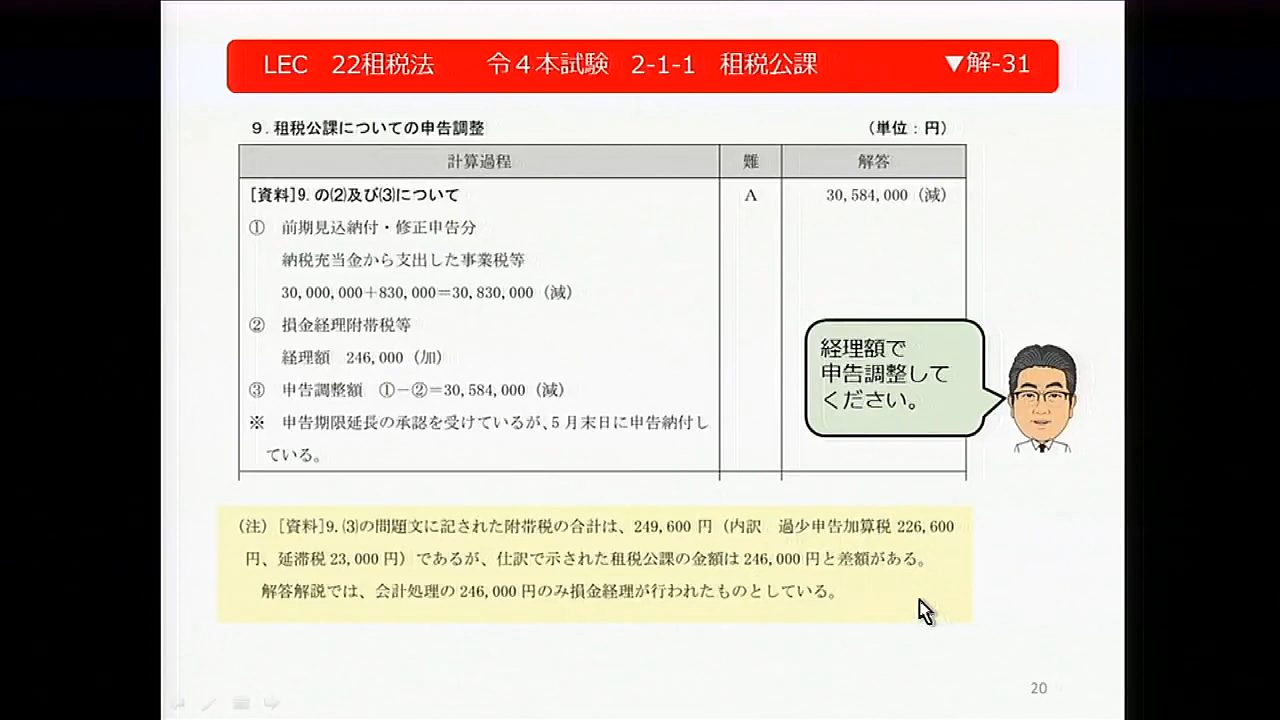 LEC 22租税法 令4本試験 2-1-1 租税公課 ▼解-31
9.租税公課についての申告調整 (単位:円)
計算過程 難 解答
[資料]9.の⑵及び⑶について A 30,584,000(減)
① 前期見込納付・修正申告分
納税充当金から支出した事業税等
30,000,000+830,000=30,830,000(減)
② 損金経理附帯税等
経理額 246,000(加)
③ 申告調整額 ①-②=30,584,000(減)
※ 申告期限延長の承認を受けているが、5月末日に申告納付し
ている。
経理額で
申告調整して
ください。
(注)[資料]9.⑶の問題文に記された附帯税の合計は、249,600円(内訳 過少申告加算税226,600
円、延滞税23,000円)であるが、仕訳で示された租税公課の金額は246,000円と差額がある。
解答解説では、会計処理の246,000円のみ損金経理が行われたものとしている。
20